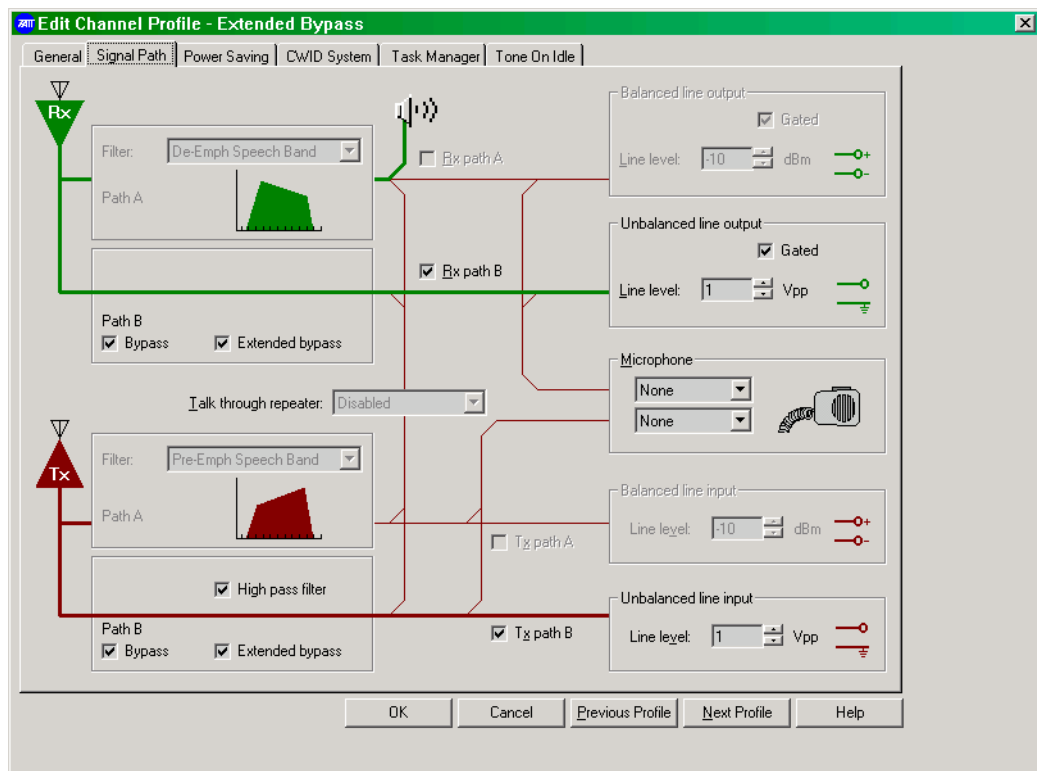 TAIT Edit Channel Profile - Extended Bypass
General Signal Path Power Saving CWID System Task Manager Tone On Idle
Rx
Filter: De-Emph Speech Band
Path A
Rx path A
Balanced line output
Gated
Line level: -10 dBm
Rx path B
Unbalanced line output
Gated
Line level: 1 Vpp
Path B
Bypass Extended bypass
Microphone
None
None
Talk through repeater: Disabled
Tx
Filter: Pre-Emph Speech Band
Path A
Tx path A
Balanced line input
Line level: -10 dBm
High pass filter
Path B
Bypass Extended bypass
Tx path B
Unbalanced line input
Line level: 1 Vpp
OK Cancel Previous Profile Next Profile Help